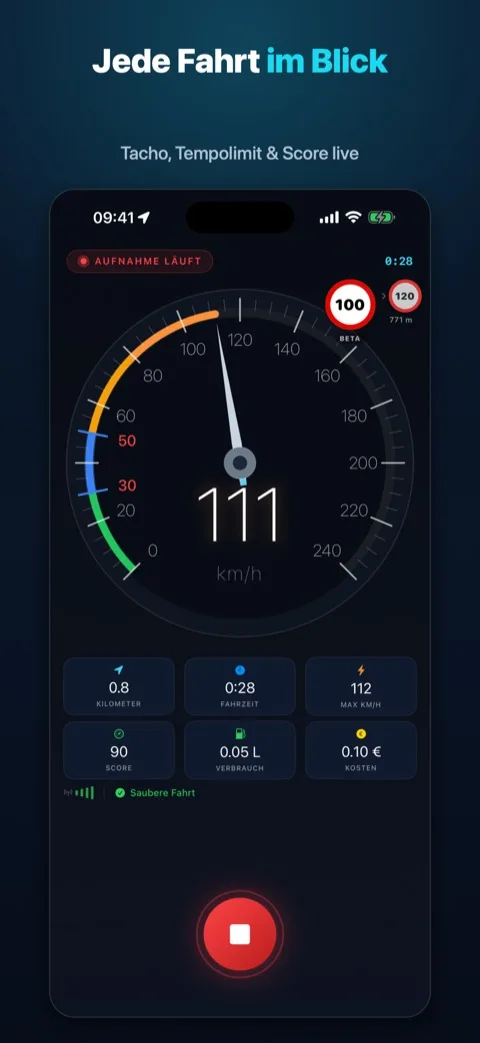 Jede Fahrt im Blick
Tacho, Tempolimit & Score live
09:41
AUFNAHME LÄUFT
0:28
100
120
BETA
771 m
0
20
30
50
60
80
100
120
140
160
180
200
220
240
111
km/h
0.8
KILOMETER
0:28
FAHRZEIT
112
MAX KM/H
90
SCORE
0.05 L
VERBRAUCH
€
0.10 €
KOSTEN
Saubere Fahrt